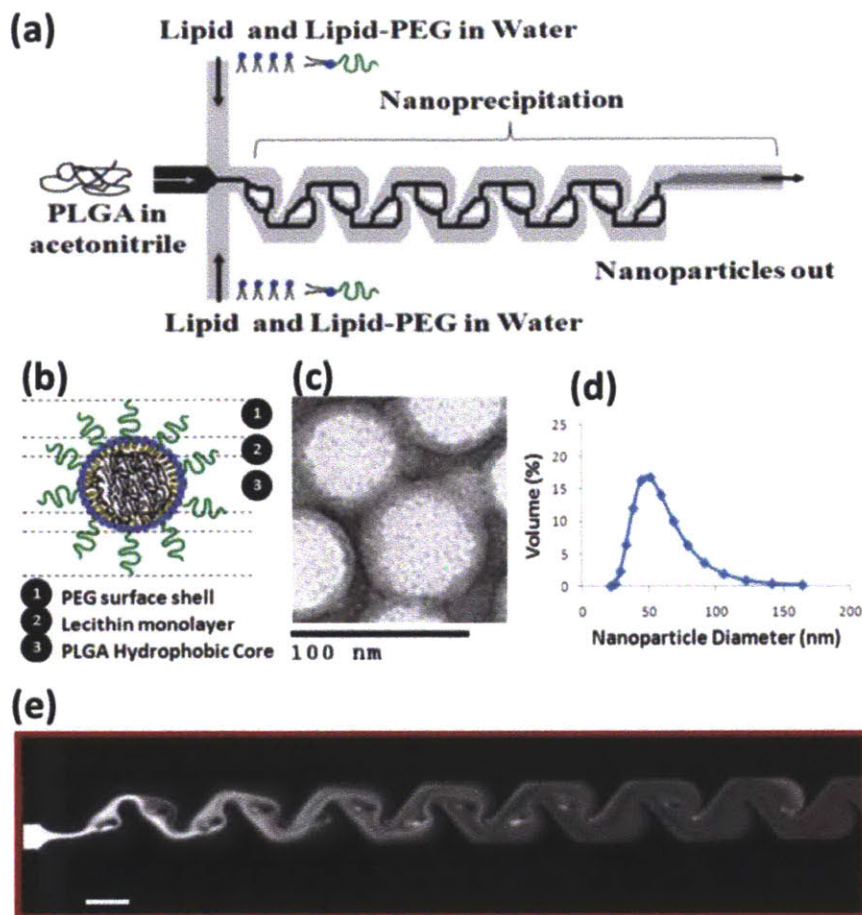 (a)
Lipid and Lipid-PEG in Water
Nanoprecipitation
PLGA in
acetonitrile
Nanoparticles out
Lipid and Lipid-PEG in Water
(b)
1
2
3
1 PEG surface shell
2 Lecithin monolayer
3 PLGA Hydrophobic Core
(c)
100 nm
(d)
25
20
15
10
5
0
Volume (%)
0 50 100 150 200
Nanoparticle Diameter (nm)
(e)